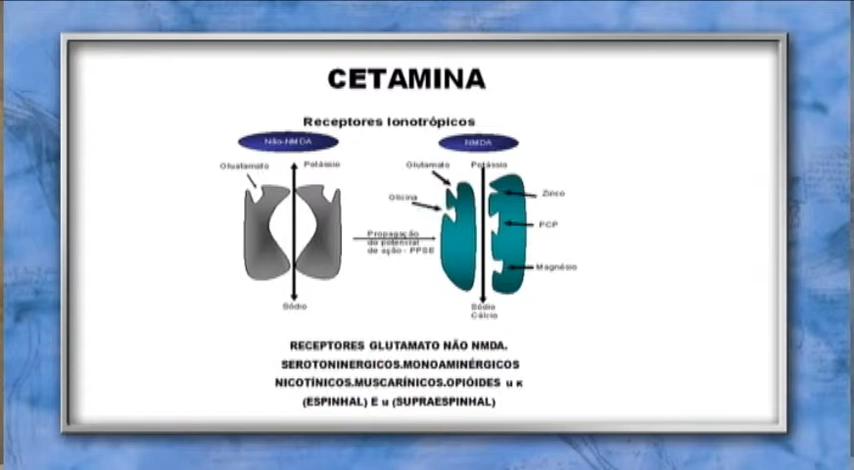 CETAMINA
Receptores Ionotrópicos
Não-NMDA
NMDA
Gluatamato
Potássio
Glutamato
Potássio
Glicina
Zinco
PCP
Magnésio
Propagação
do potencial
de ação - PPSE
Sódio
Sódio
Cálcio
RECEPTORES GLUTAMATO NÃO NMDA.
SEROTONINERGICOS.MONOAMINÉRGICOS
NICOTÍNICOS.MUSCARÍNICOS.OPIÓIDES u κ
(ESPINHAL) E u (SUPRAESPINHAL)